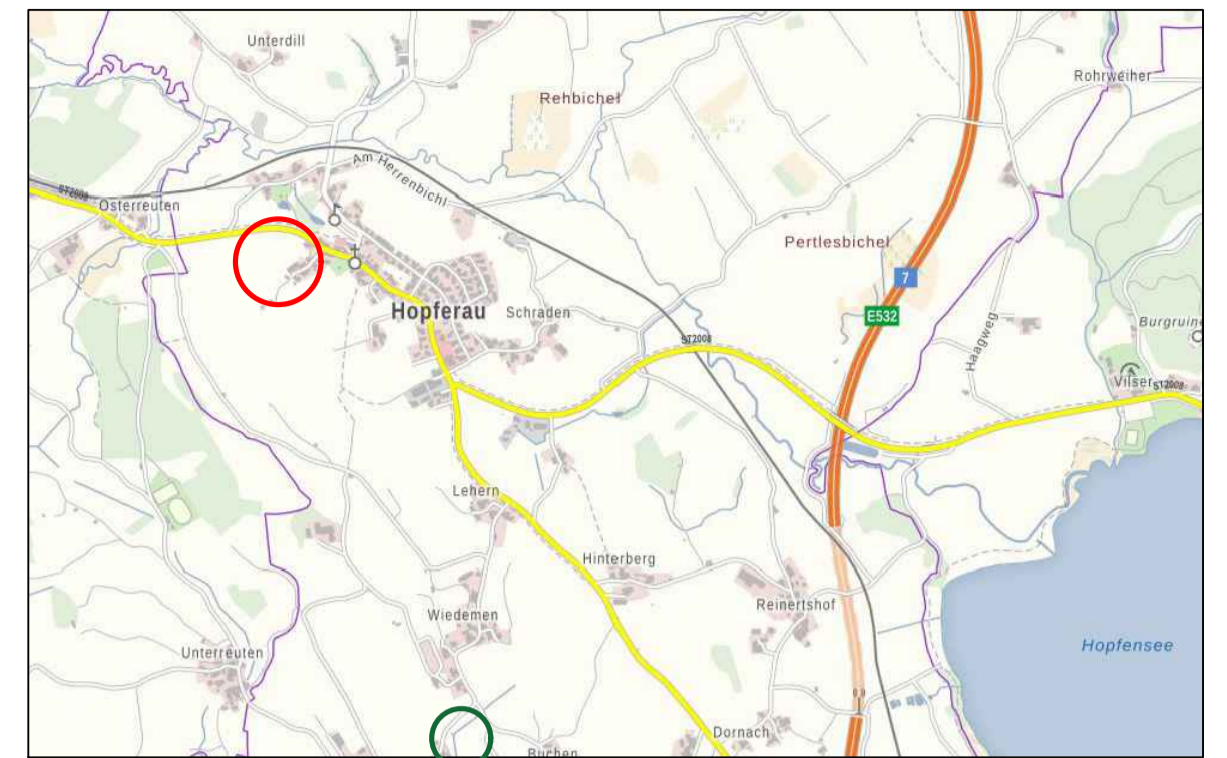 Unterdill
Rohrweiher
Rehbichel
Am Herrenbichl
ST2008
Osterreuten
Pertlesbichel
7
Hopferau
Schraden
E532
Haagweg
Burgruine
ST2008
Vilser
ST2008
Lehern
Hinterberg
Reinertshof
Wiedemen
Hopfensee
Unterreuten
Dornach
Buchen